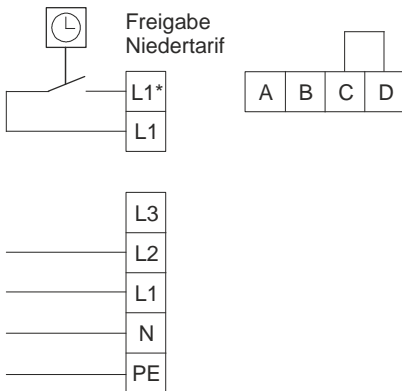 Freigabe
Niedertarif
L1*
L1
A B C D
L3
L2
L1
N
PE